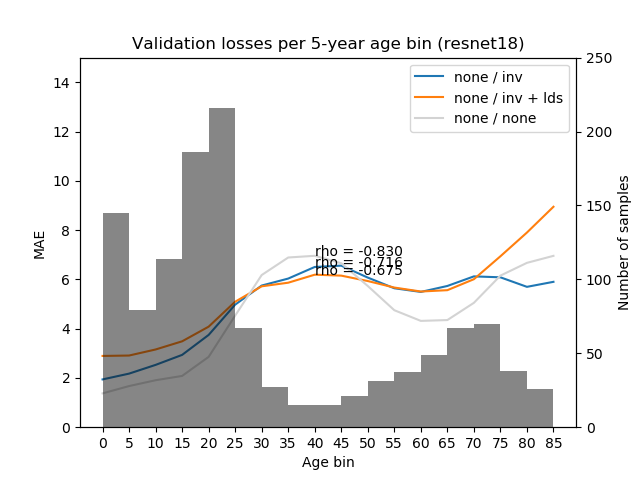 Validation losses per 5-year age bin (resnet18)
none / inv
none / inv + lds
none / none
rho = -0.830
rho = -0.716
rho = -0.675
MAE
14
12
10
8
6
4
2
0
250
200
150
100
50
0
Number of samples
0 5 10 15 20 25 30 35 40 45 50 55 60 65 70 75 80 85
Age bin